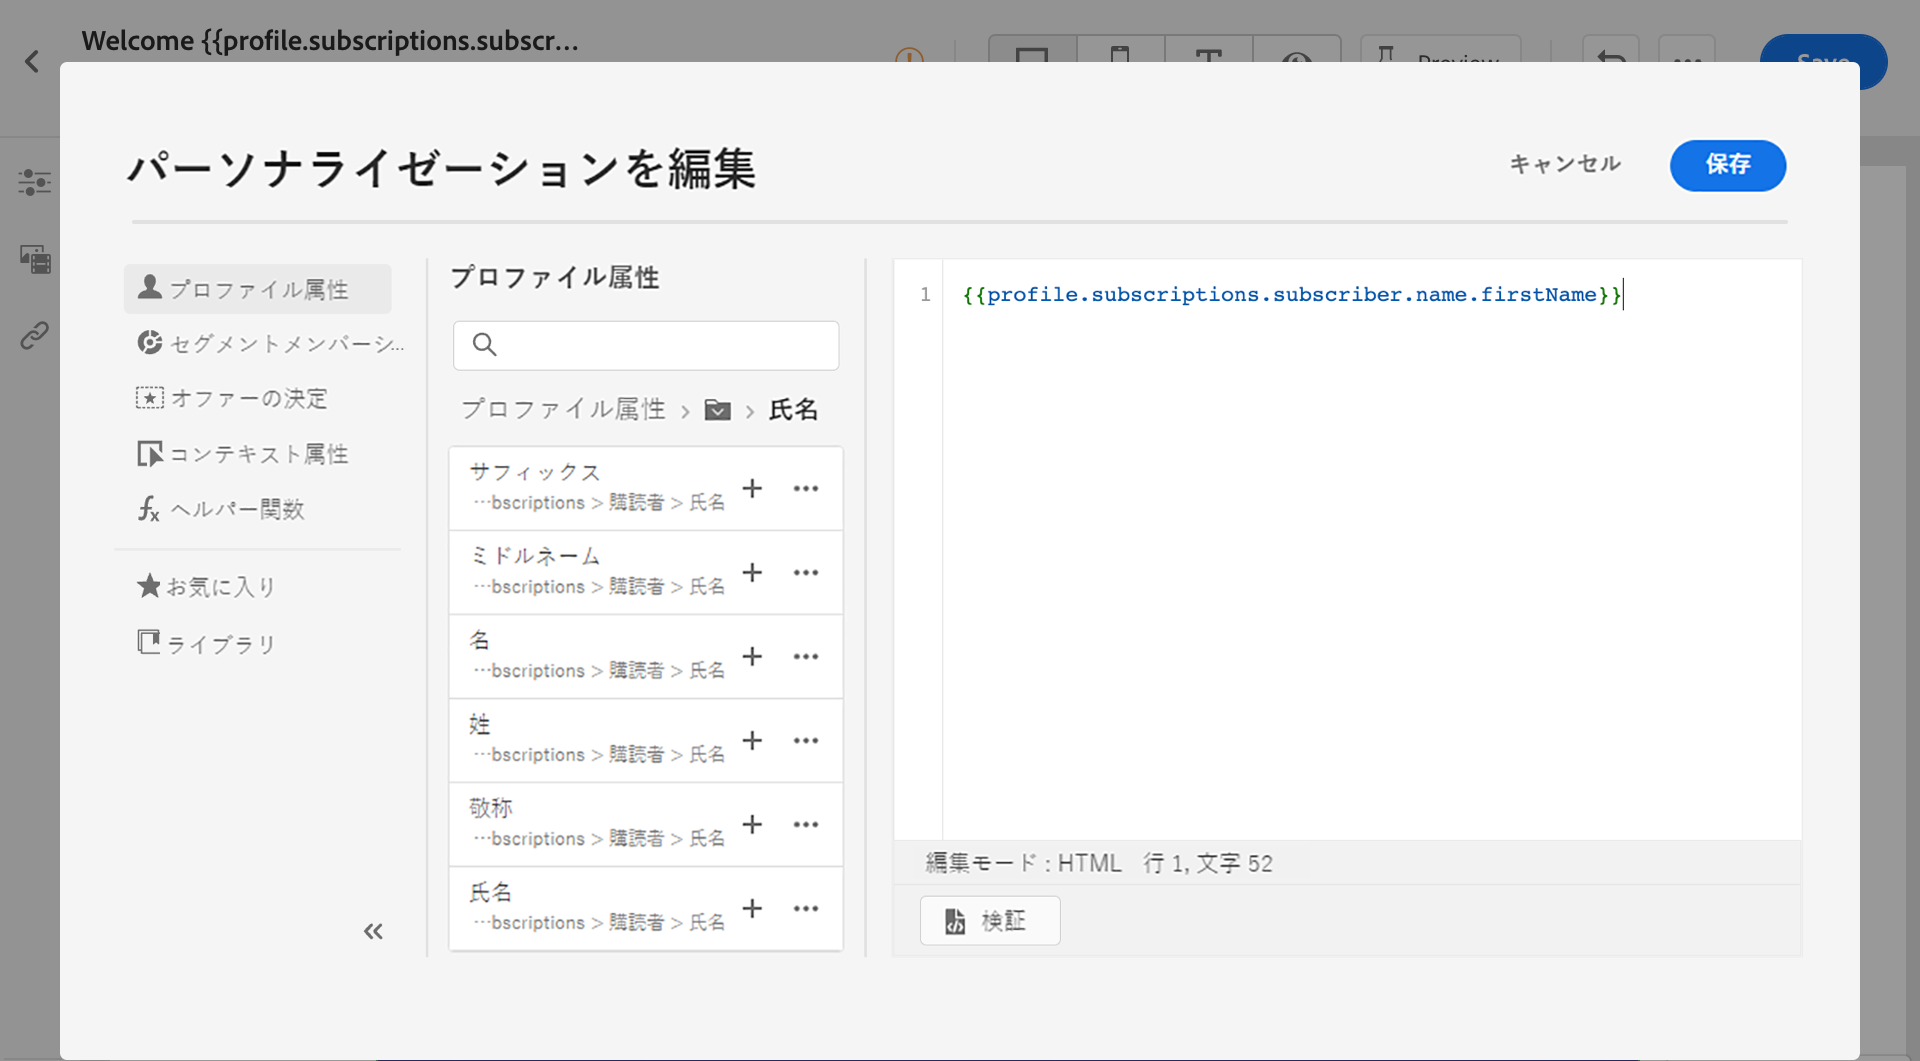 Welcome {{profile.subscriptions.subscr...
Preview
Save
パーソナライゼーションを編集
キャンセル
保存
プロファイル属性
セグメントメンバーシ...
オファーの決定
コンテキスト属性
ヘルパー関数
お気に入り
ライブラリ
プロファイル属性
プロファイル属性 > > 氏名
サフィックス
…bscriptions > 購読者 > 氏名
ミドルネーム
…bscriptions > 購読者 > 氏名
名
…bscriptions > 購読者 > 氏名
姓
…bscriptions > 購読者 > 氏名
敬称
…bscriptions > 購読者 > 氏名
氏名
…bscriptions > 購読者 > 氏名
1 {{profile.subscriptions.subscriber.name.firstName}}
編集モード : HTML 行 1, 文字 52
検証